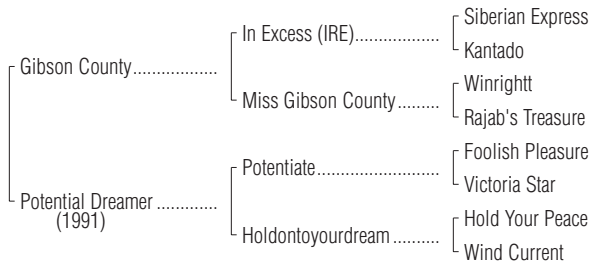 Siberian Express
In Excess (IRE)..................
Kantado
Gibson County..................
Winrightt
Miss Gibson County.........
Rajab's Treasure
Foolish Pleasure
Potentiate..........................
Victoria Star
Potential Dreamer .............
(1991)
Hold Your Peace
Holdontoyourdream ..........
Wind Current